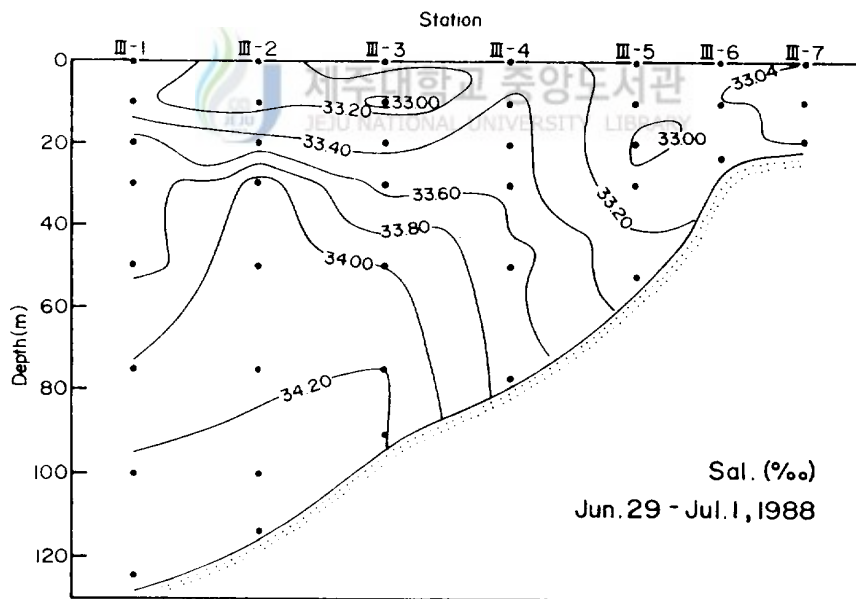 Station
Ⅲ-1 Ⅲ-2 Ⅲ-3 Ⅲ-4 Ⅲ-5 Ⅲ-6 Ⅲ-7
0
20
40
60
80
100
120
Depth(m)
제주대학교 중앙도서관
JEJU NATIONAL UNIVERSITY LIBRARY
JEJU
33.20
33.00
33.04
33.40
33.00
33.60
33.20
33.80
34.00
34.20
Sal. (‰)
Jun. 29 - Jul. 1, 1988